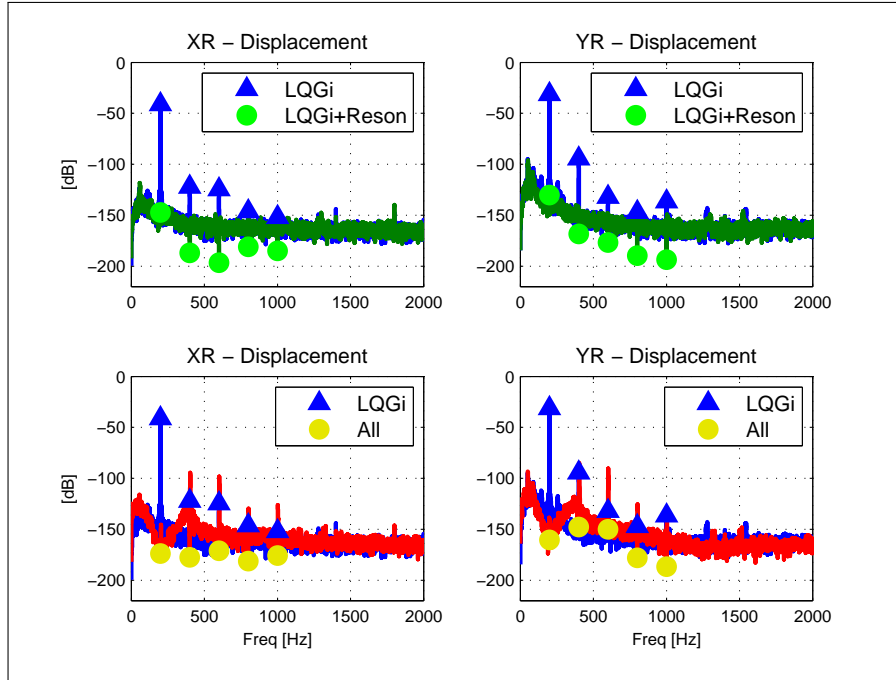 XR – Displacement
YR – Displacement
0
−50
−100
−150
−200
[dB]
LQGi
LQGi+Reson
0
500
1000
1500
2000
0
−50
−100
−150
−200
LQGi
LQGi+Reson
0
500
1000
1500
2000
XR – Displacement
YR – Displacement
0
−50
−100
−150
−200
[dB]
LQGi
All
0
500
1000
1500
2000
Freq [Hz]
0
−50
−100
−150
−200
LQGi
All
0
500
1000
1500
2000
Freq [Hz]